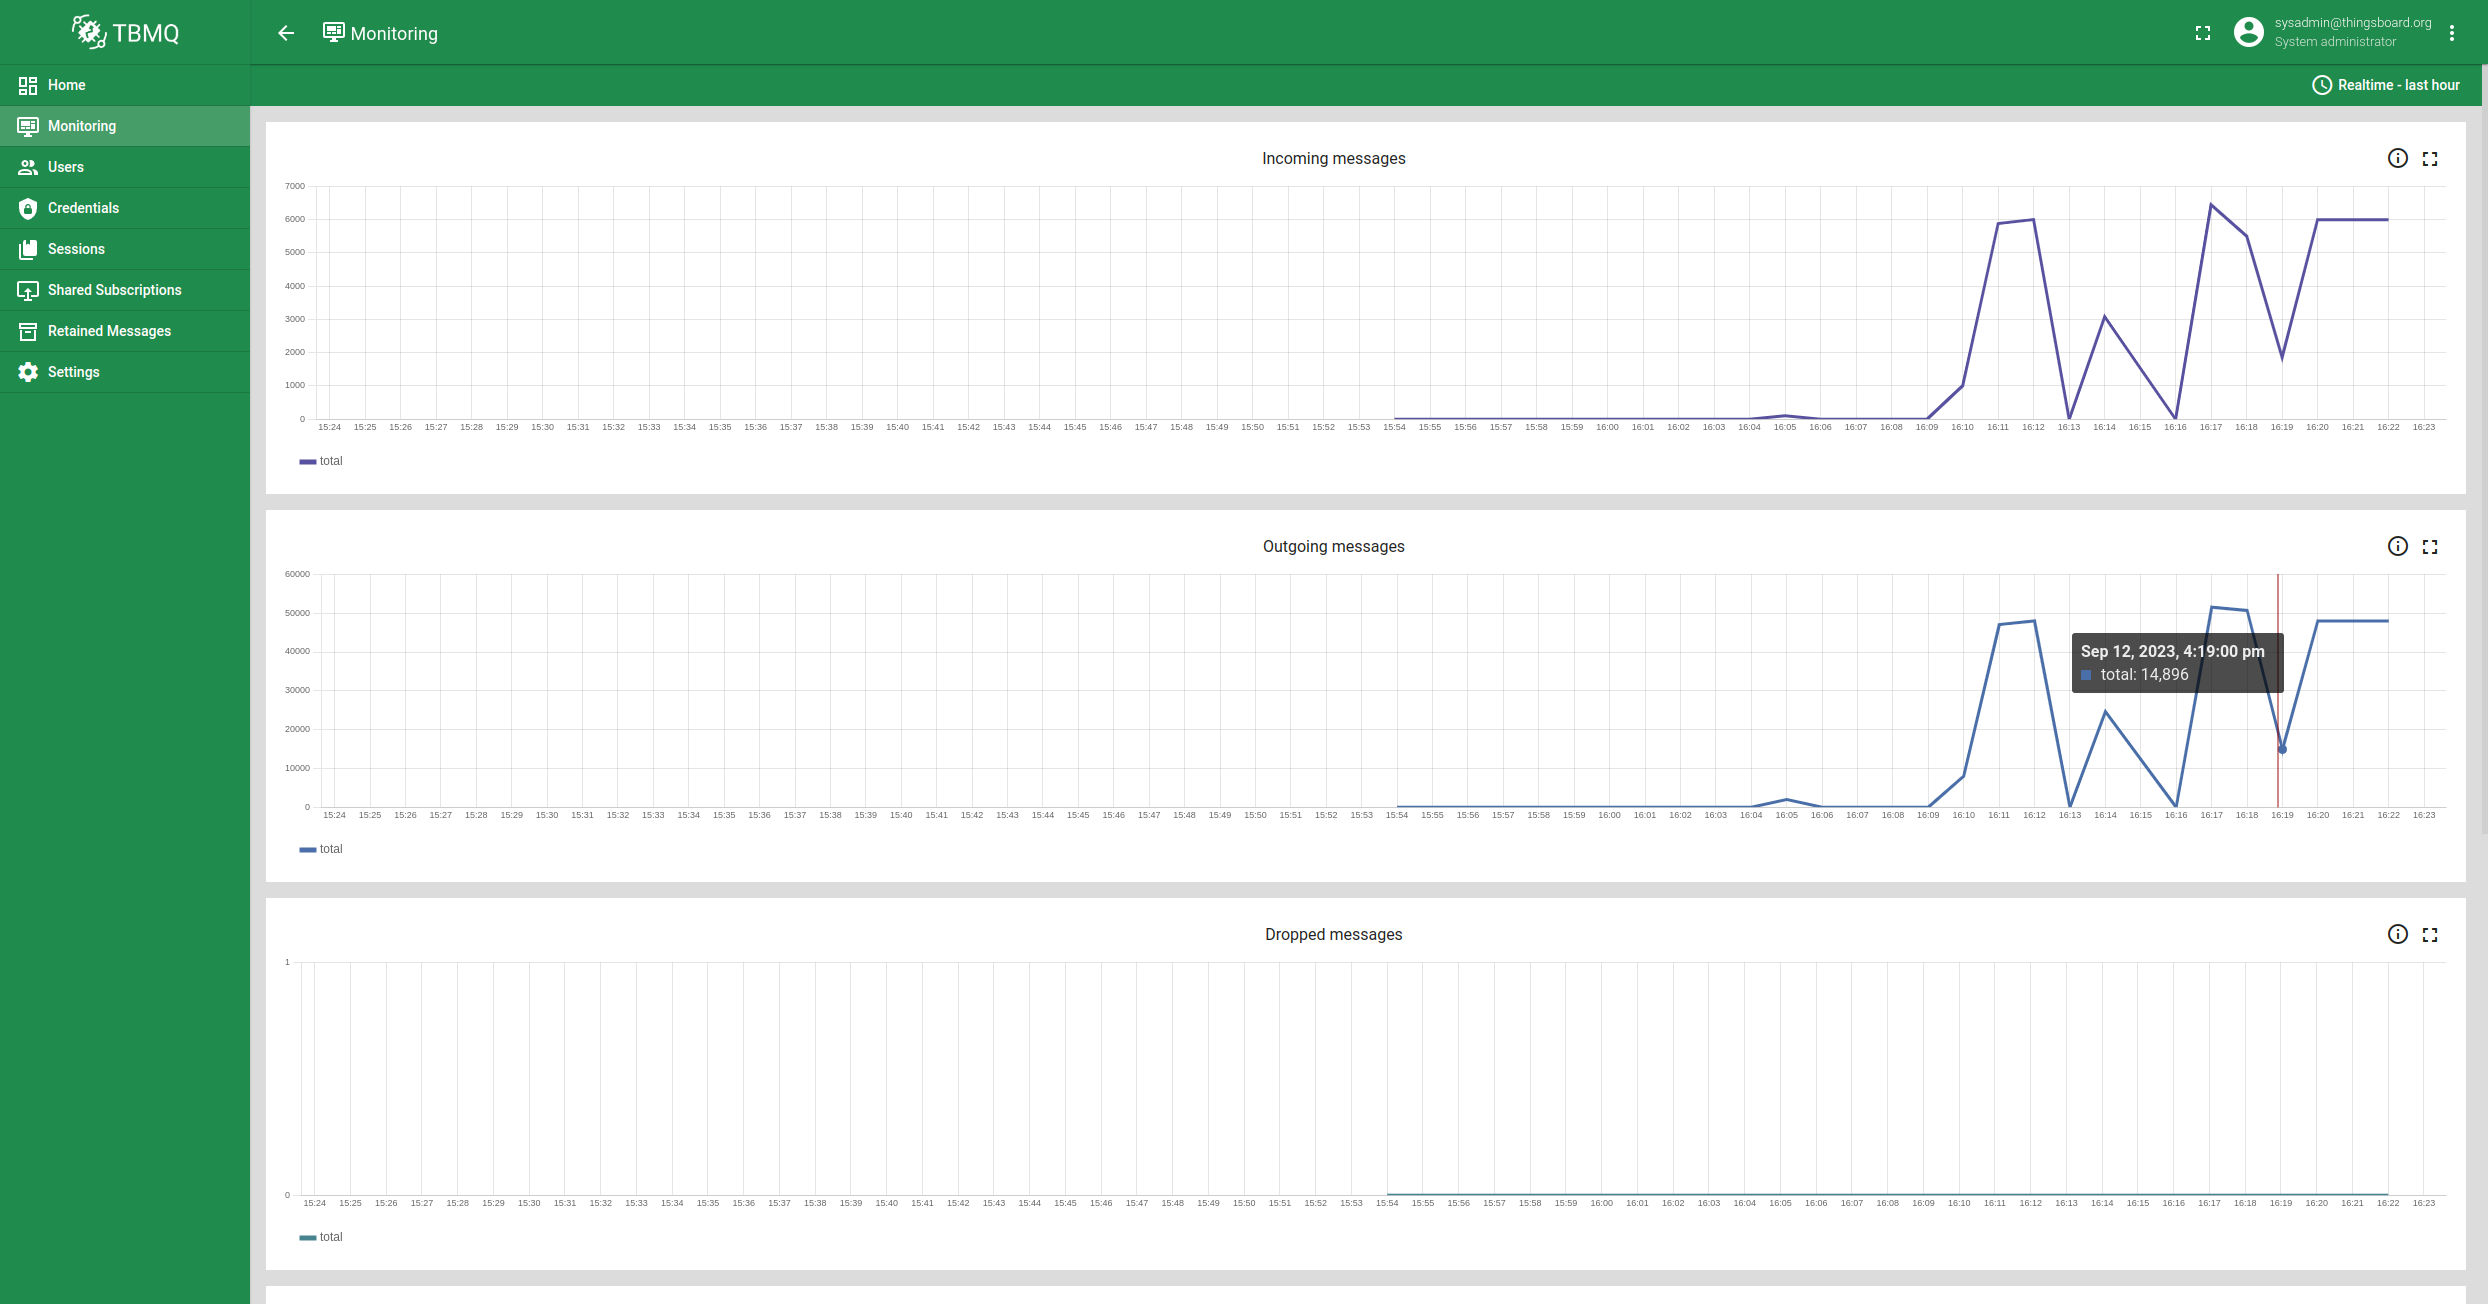 TBMQ
Monitoring
sysadmin@thingsboard.org
System administrator
Realtime - last hour
Home
Monitoring
Users
Credentials
Sessions
Shared Subscriptions
Retained Messages
Settings
Incoming messages
7000
6000
5000
4000
3000
2000
1000
0
15:24 15:25 15:26 15:27 15:28 15:29 15:30 15:31 15:32 15:33 15:34 15:35 15:36 15:37 15:38 15:39 15:40 15:41 15:42 15:43 15:44 15:45 15:46 15:47 15:48 15:49 15:50 15:51 15:52 15:53 15:54 15:55 15:56 15:57 15:58 15:59 16:00 16:01 16:02 16:03 16:04 16:05 16:06 16:07 16:08 16:09 16:10 16:11 16:12 16:13 16:14 16:15 16:16 16:17 16:18 16:19 16:20 16:21 16:22 16:23
total
Outgoing messages
60000
50000
40000
30000
20000
10000
0
Sep 12, 2023, 4:19:00 pm
total: 14,896
15:24 15:25 15:26 15:27 15:28 15:29 15:30 15:31 15:32 15:33 15:34 15:35 15:36 15:37 15:38 15:39 15:40 15:41 15:42 15:43 15:44 15:45 15:46 15:47 15:48 15:49 15:50 15:51 15:52 15:53 15:54 15:55 15:56 15:57 15:58 15:59 16:00 16:01 16:02 16:03 16:04 16:05 16:06 16:07 16:08 16:09 16:10 16:11 16:12 16:13 16:14 16:15 16:16 16:17 16:18 16:19 16:20 16:21 16:22 16:23
total
Dropped messages
1
0
15:24 15:25 15:26 15:27 15:28 15:29 15:30 15:31 15:32 15:33 15:34 15:35 15:36 15:37 15:38 15:39 15:40 15:41 15:42 15:43 15:44 15:45 15:46 15:47 15:48 15:49 15:50 15:51 15:52 15:53 15:54 15:55 15:56 15:57 15:58 15:59 16:00 16:01 16:02 16:03 16:04 16:05 16:06 16:07 16:08 16:09 16:10 16:11 16:12 16:13 16:14 16:15 16:16 16:17 16:18 16:19 16:20 16:21 16:22 16:23
total